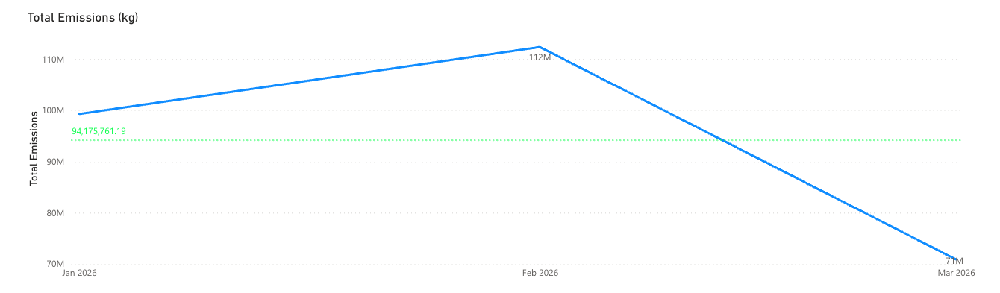 Total Emissions (kg)
Total Emissions
110M
100M
90M
80M
70M
94,175,761.19
112M
71M
Jan 2026
Feb 2026
Mar 2026